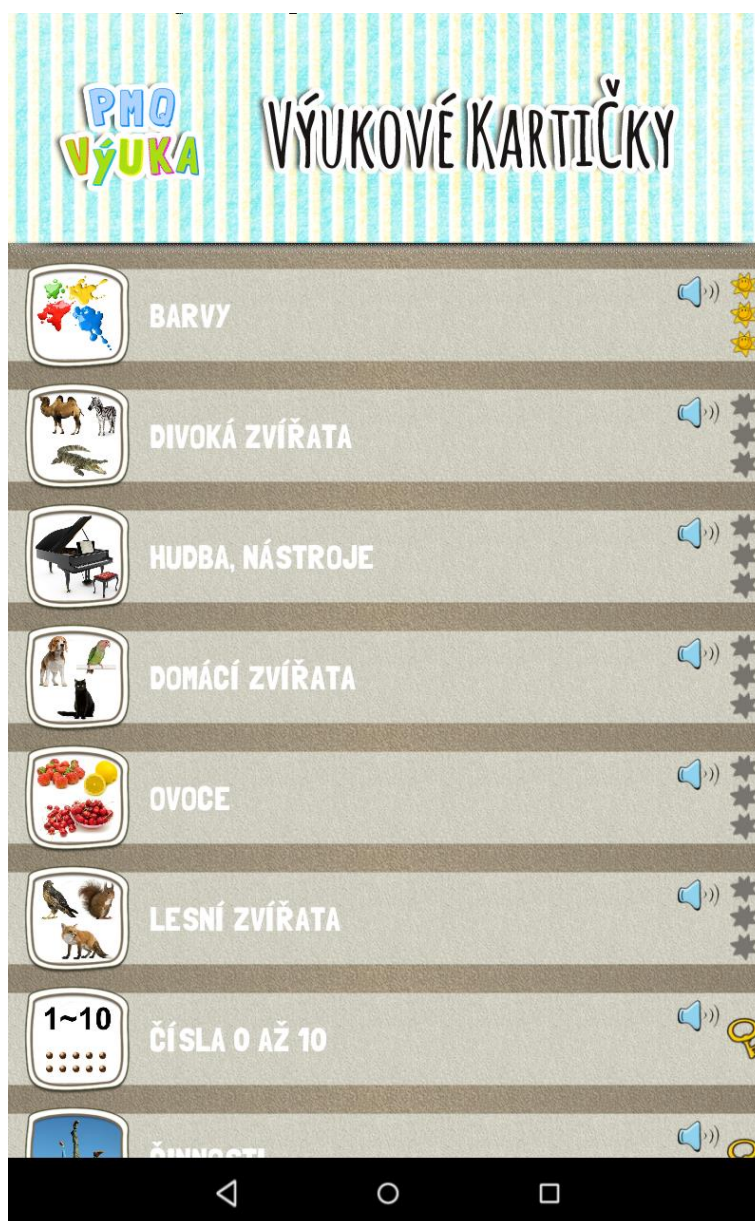 PMQ
VÝUKA
VÝUKOVÉ KARTIČKY
BARVY
DIVOKÁ ZVÍŘATA
HUDBA, NÁSTROJE
DOMÁCÍ ZVÍŘATA
OVOCE
LESNÍ ZVÍŘATA
1~10
ČÍSLA 0 AŽ 10
ČINNOSTI